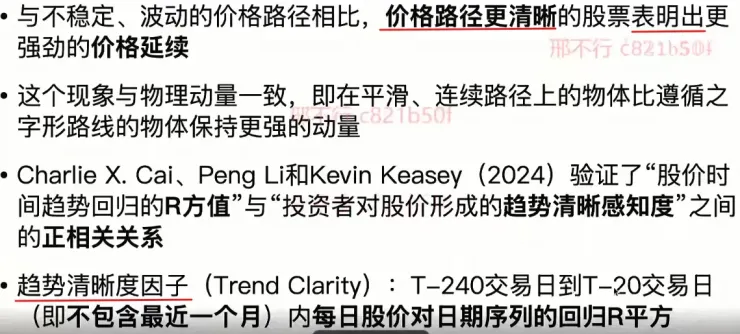 • 与不稳定、波动的价格路径相比，价格路径更清晰的股票表明出更
强劲的价格延续
邢不行 c821b50f
• 这个现象与物理动量一致，即在平滑、连续路径上的物体比遵循之
字形路线的物体保持更强的动量
邢不行 c821b50f
• Charlie X. Cai、Peng Li和Kevin Keasey（2024）验证了“股价时
间趋势回归的R方值”与“投资者对股价形成的趋势清晰感知度”之间
的正相关关系
• 趋势清晰度因子（Trend Clarity）：T-240交易日到T-20交易日
（即不包含最近一个月）内每日股价对日期序列的回归R平方